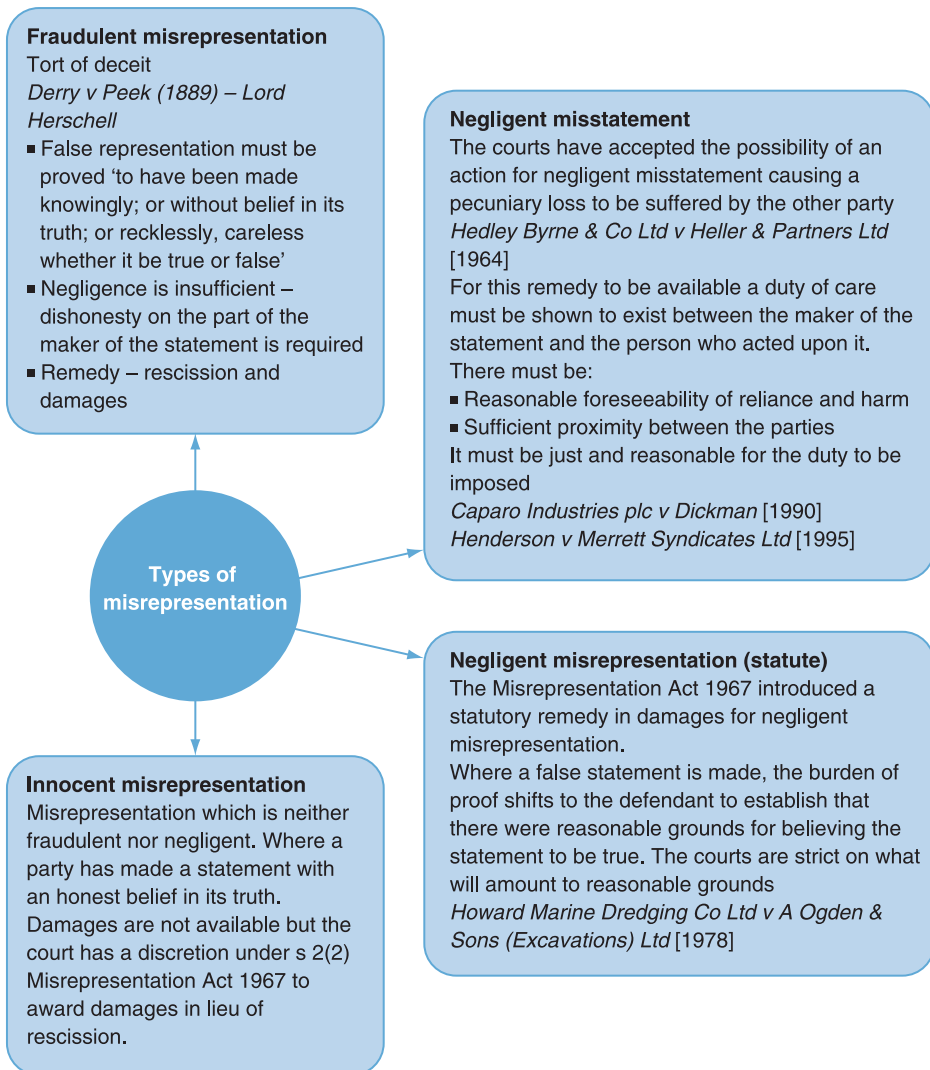 Fraudulent misrepresentation
Tort of deceit
Derry v Peek (1889) – Lord
Herschell
▪ False representation must be
proved ‘to have been made
knowingly; or without belief in its
truth; or recklessly, careless
whether it be true or false’
▪ Negligence is insufficient –
dishonesty on the part of the
maker of the statement is required
▪ Remedy – rescission and
damages
Negligent misstatement
The courts have accepted the possibility of an
action for negligent misstatement causing a
pecuniary loss to be suffered by the other party
Hedley Byrne & Co Ltd v Heller & Partners Ltd
[1964]
For this remedy to be available a duty of care
must be shown to exist between the maker of the
statement and the person who acted upon it.
There must be:
▪ Reasonable foreseeability of reliance and harm
▪ Sufficient proximity between the parties
It must be just and reasonable for the duty to be
imposed
Caparo Industries plc v Dickman [1990]
Henderson v Merrett Syndicates Ltd [1995]
Types of
misrepresentation
Negligent misrepresentation (statute)
The Misrepresentation Act 1967 introduced a
statutory remedy in damages for negligent
misrepresentation.
Where a false statement is made, the burden of
proof shifts to the defendant to establish that
there were reasonable grounds for believing the
statement to be true. The courts are strict on what
will amount to reasonable grounds
Howard Marine Dredging Co Ltd v A Ogden &
Sons (Excavations) Ltd [1978]
Innocent misrepresentation
Misrepresentation which is neither
fraudulent nor negligent. Where a
party has made a statement with
an honest belief in its truth.
Damages are not available but the
court has a discretion under s 2(2)
Misrepresentation Act 1967 to
award damages in lieu of
rescission.